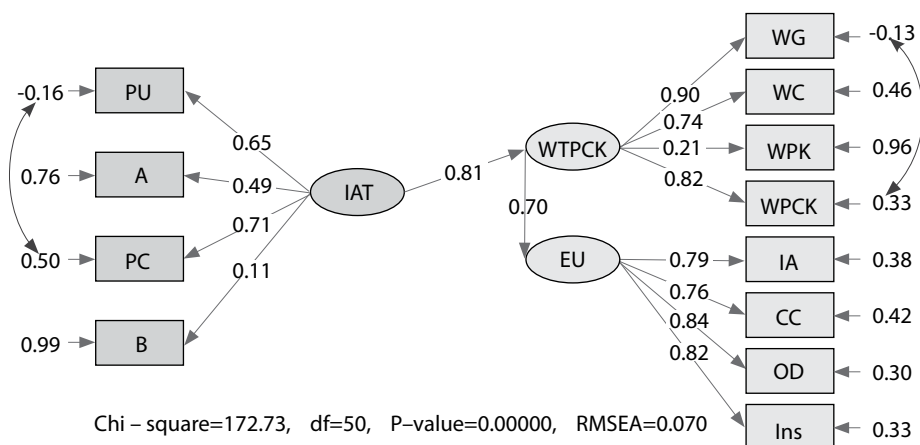 WG
-0.13
-0.16
PU
0.90
WC
0.46
0.65
0.74
WTPCK
0.76
A
0.49
IAT
0.81
0.21
WPK
0.96
0.82
WPCK
0.33
0.71
0.70
0.50
PC
0.11
EU
0.79
IA
0.38
0.76
CC
0.42
0.84
0.99
B
0.82
OD
0.30
Chi – square=172.73, df=50, P–value=0.00000, RMSEA=0.070
Ins
0.33